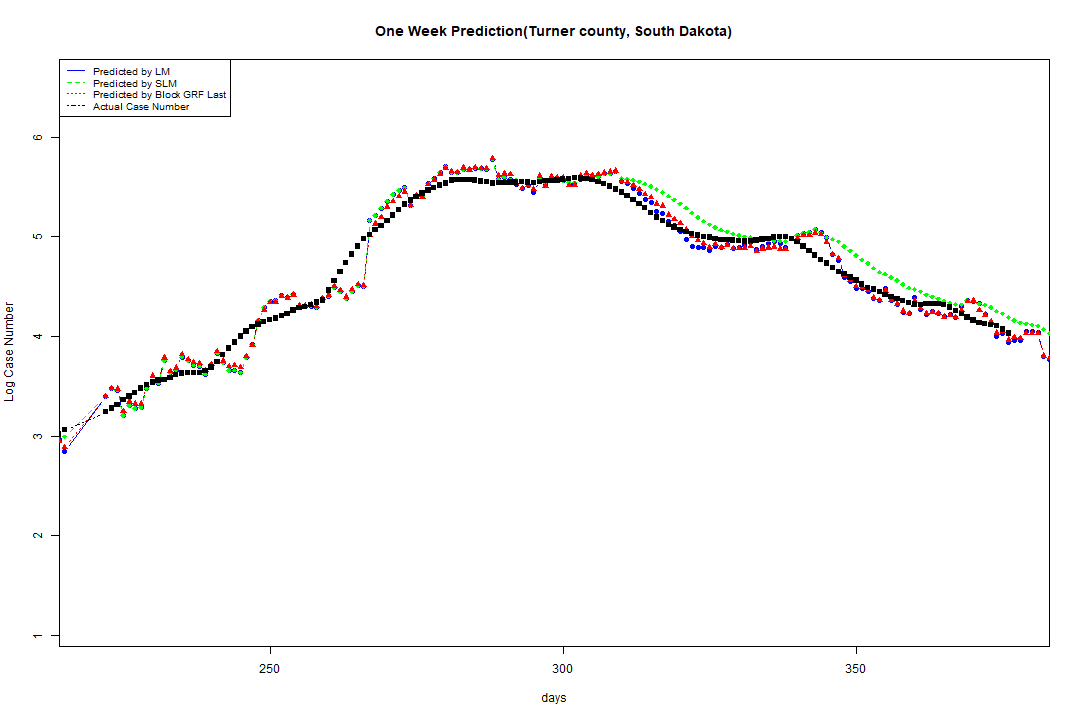 One Week Prediction(Turner county, South Dakota)
Predicted by LM
Predicted by SLM
Predicted by Block GRF Last
Actual Case Number
6
5
4
3
2
1
Log Case Number
250 300 350
days